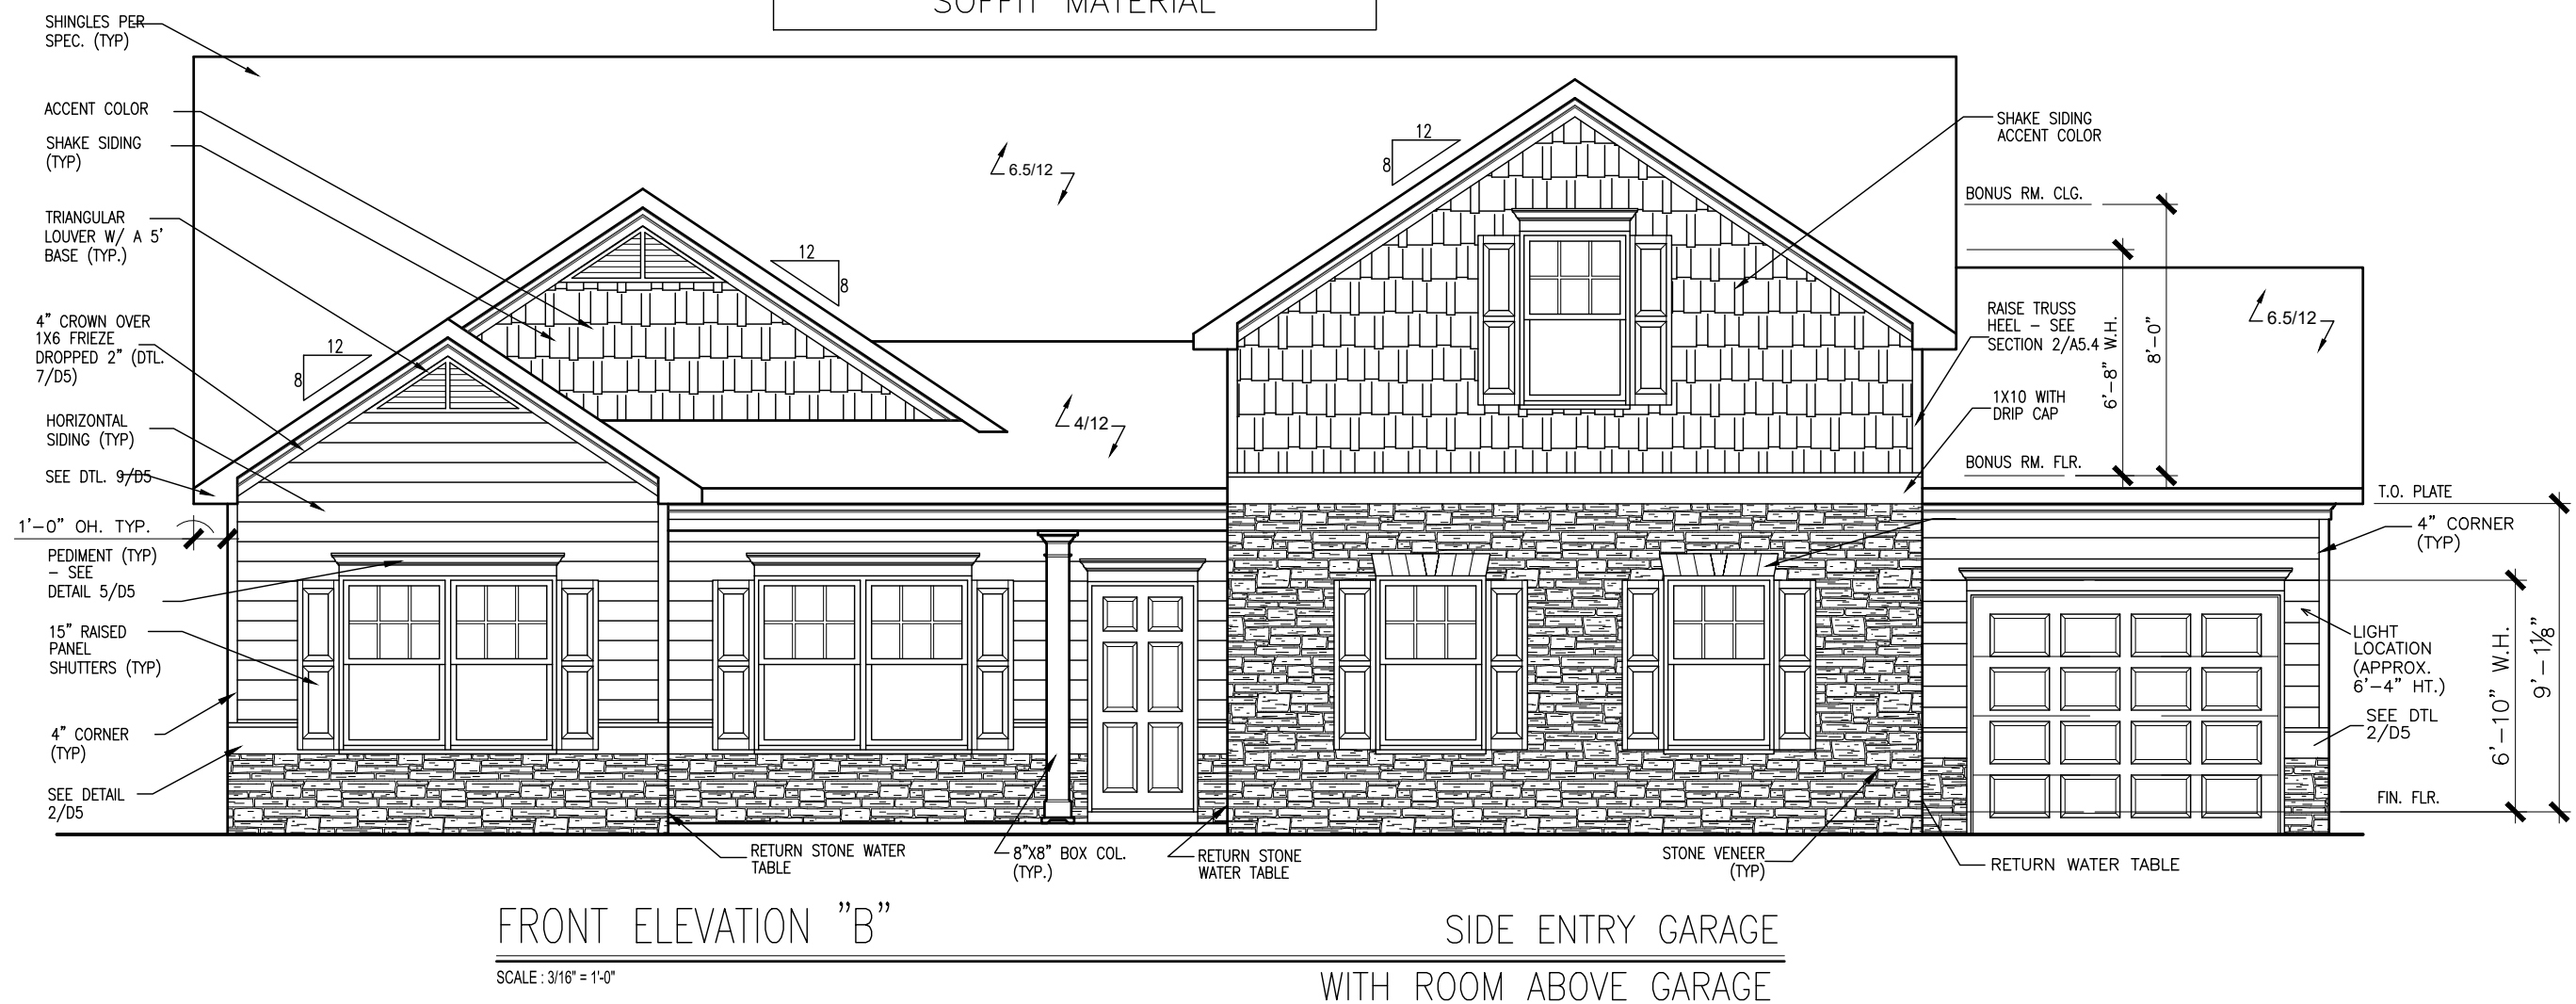 SOFFIT MATERIAL
SHINGLES PER
SPEC. (TYP)
ACCENT COLOR
SHAKE SIDING
(TYP)
TRIANGULAR
LOUVER W/ A 5'
BASE (TYP.)
4" CROWN OVER
1X6 FRIEZE
DROPPED 2" (DTL.
7/D5)
HORIZONTAL
SIDING (TYP)
SEE DTL. 9/D5
1'-0" OH. TYP.
PEDIMENT (TYP)
- SEE
DETAIL 5/D5
15" RAISED
PANEL
SHUTTERS (TYP)
4" CORNER
(TYP)
SEE DETAIL
2/D5
12
8
12
8
6.5/12
4/12
12
8
SHAKE SIDING
ACCENT COLOR
BONUS RM. CLG.
RAISE TRUSS
HEEL - SEE
SECTION 2/A5.4
6'-8" W.H.
8'-0"
6.5/12
1X10 WITH
DRIP CAP
BONUS RM. FLR.
T.O. PLATE
4" CORNER
(TYP)
LIGHT
LOCATION
(APPROX.
6'-4" HT.)
SEE DTL
2/D5
6'-10" W.H.
9'-1⅛"
FIN. FLR.
RETURN STONE WATER
TABLE
8"X8" BOX COL.
(TYP.)
RETURN STONE
WATER TABLE
STONE VENEER
(TYP)
RETURN WATER TABLE
FRONT ELEVATION "B"
SCALE : 3/16" = 1'-0"
SIDE ENTRY GARAGE
WITH ROOM ABOVE GARAGE